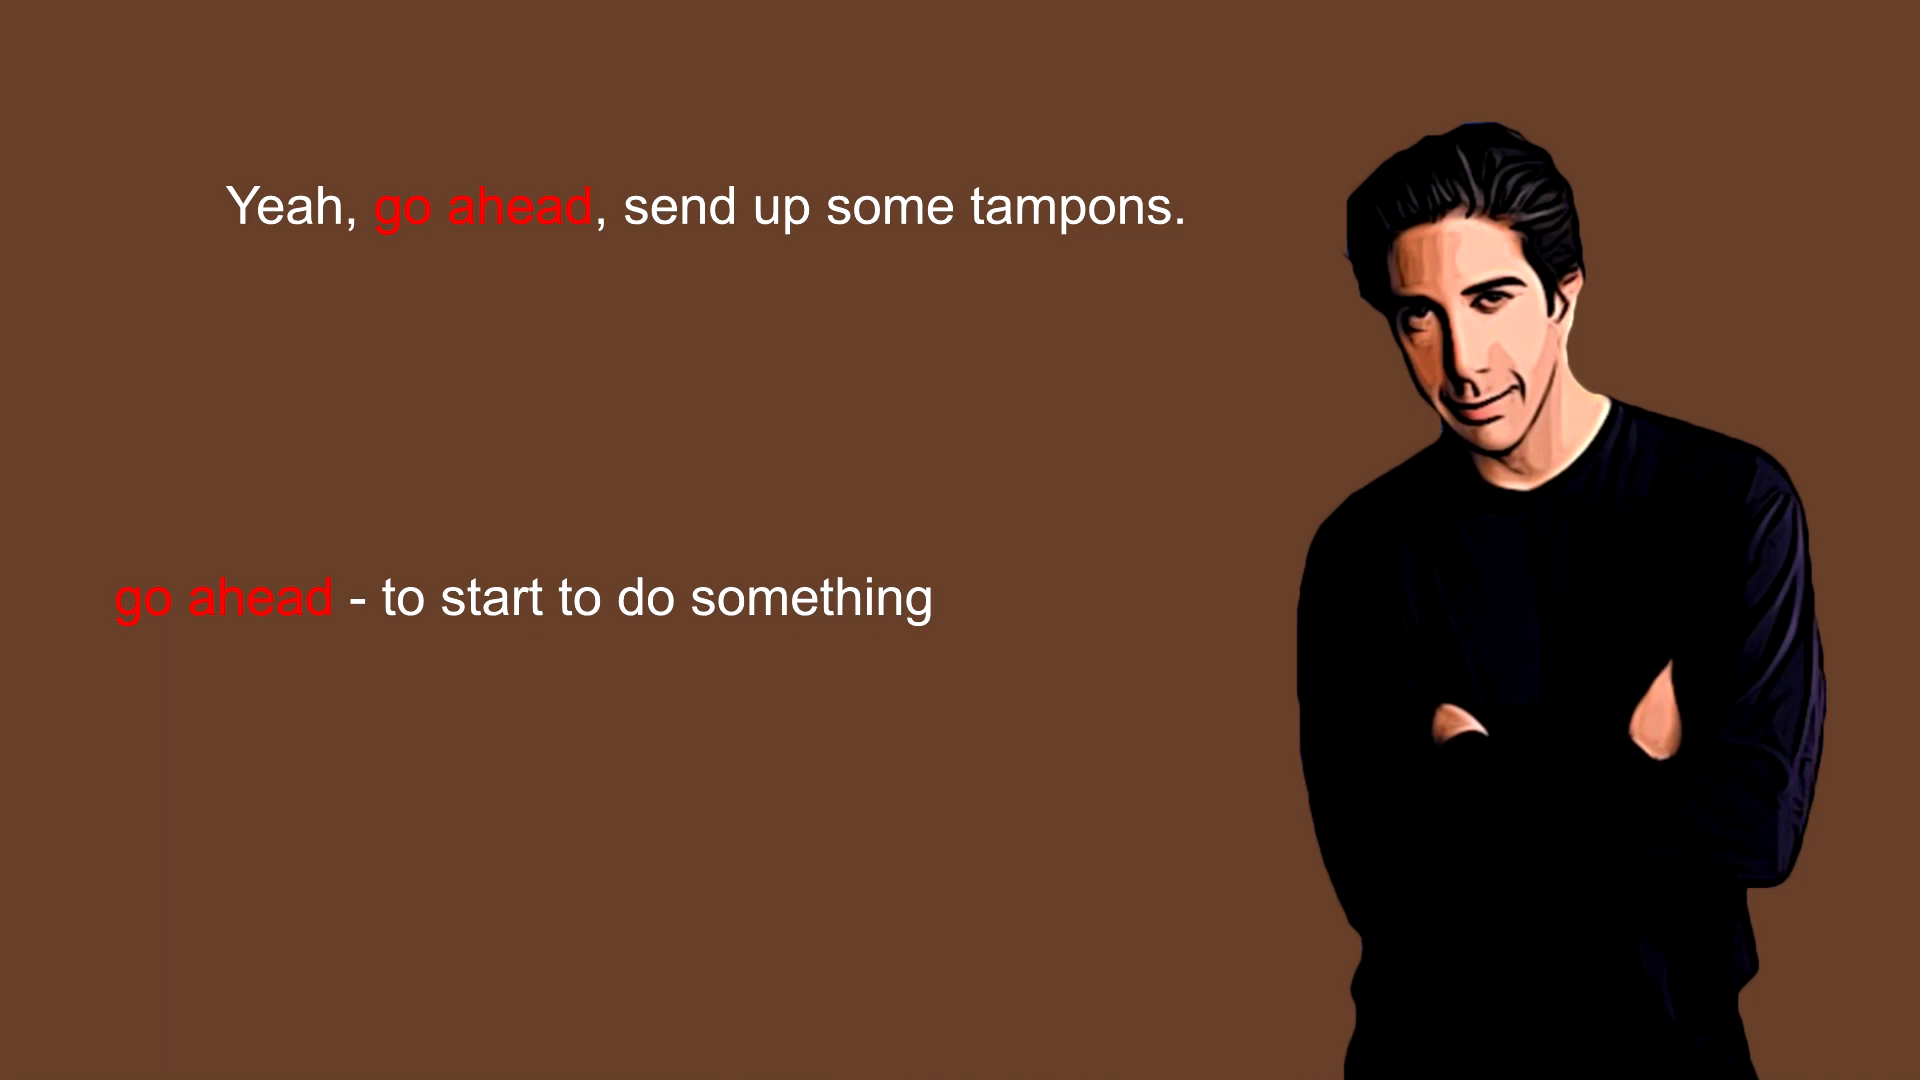 Yeah, go ahead, send up some tampons.
go ahead - to start to do something